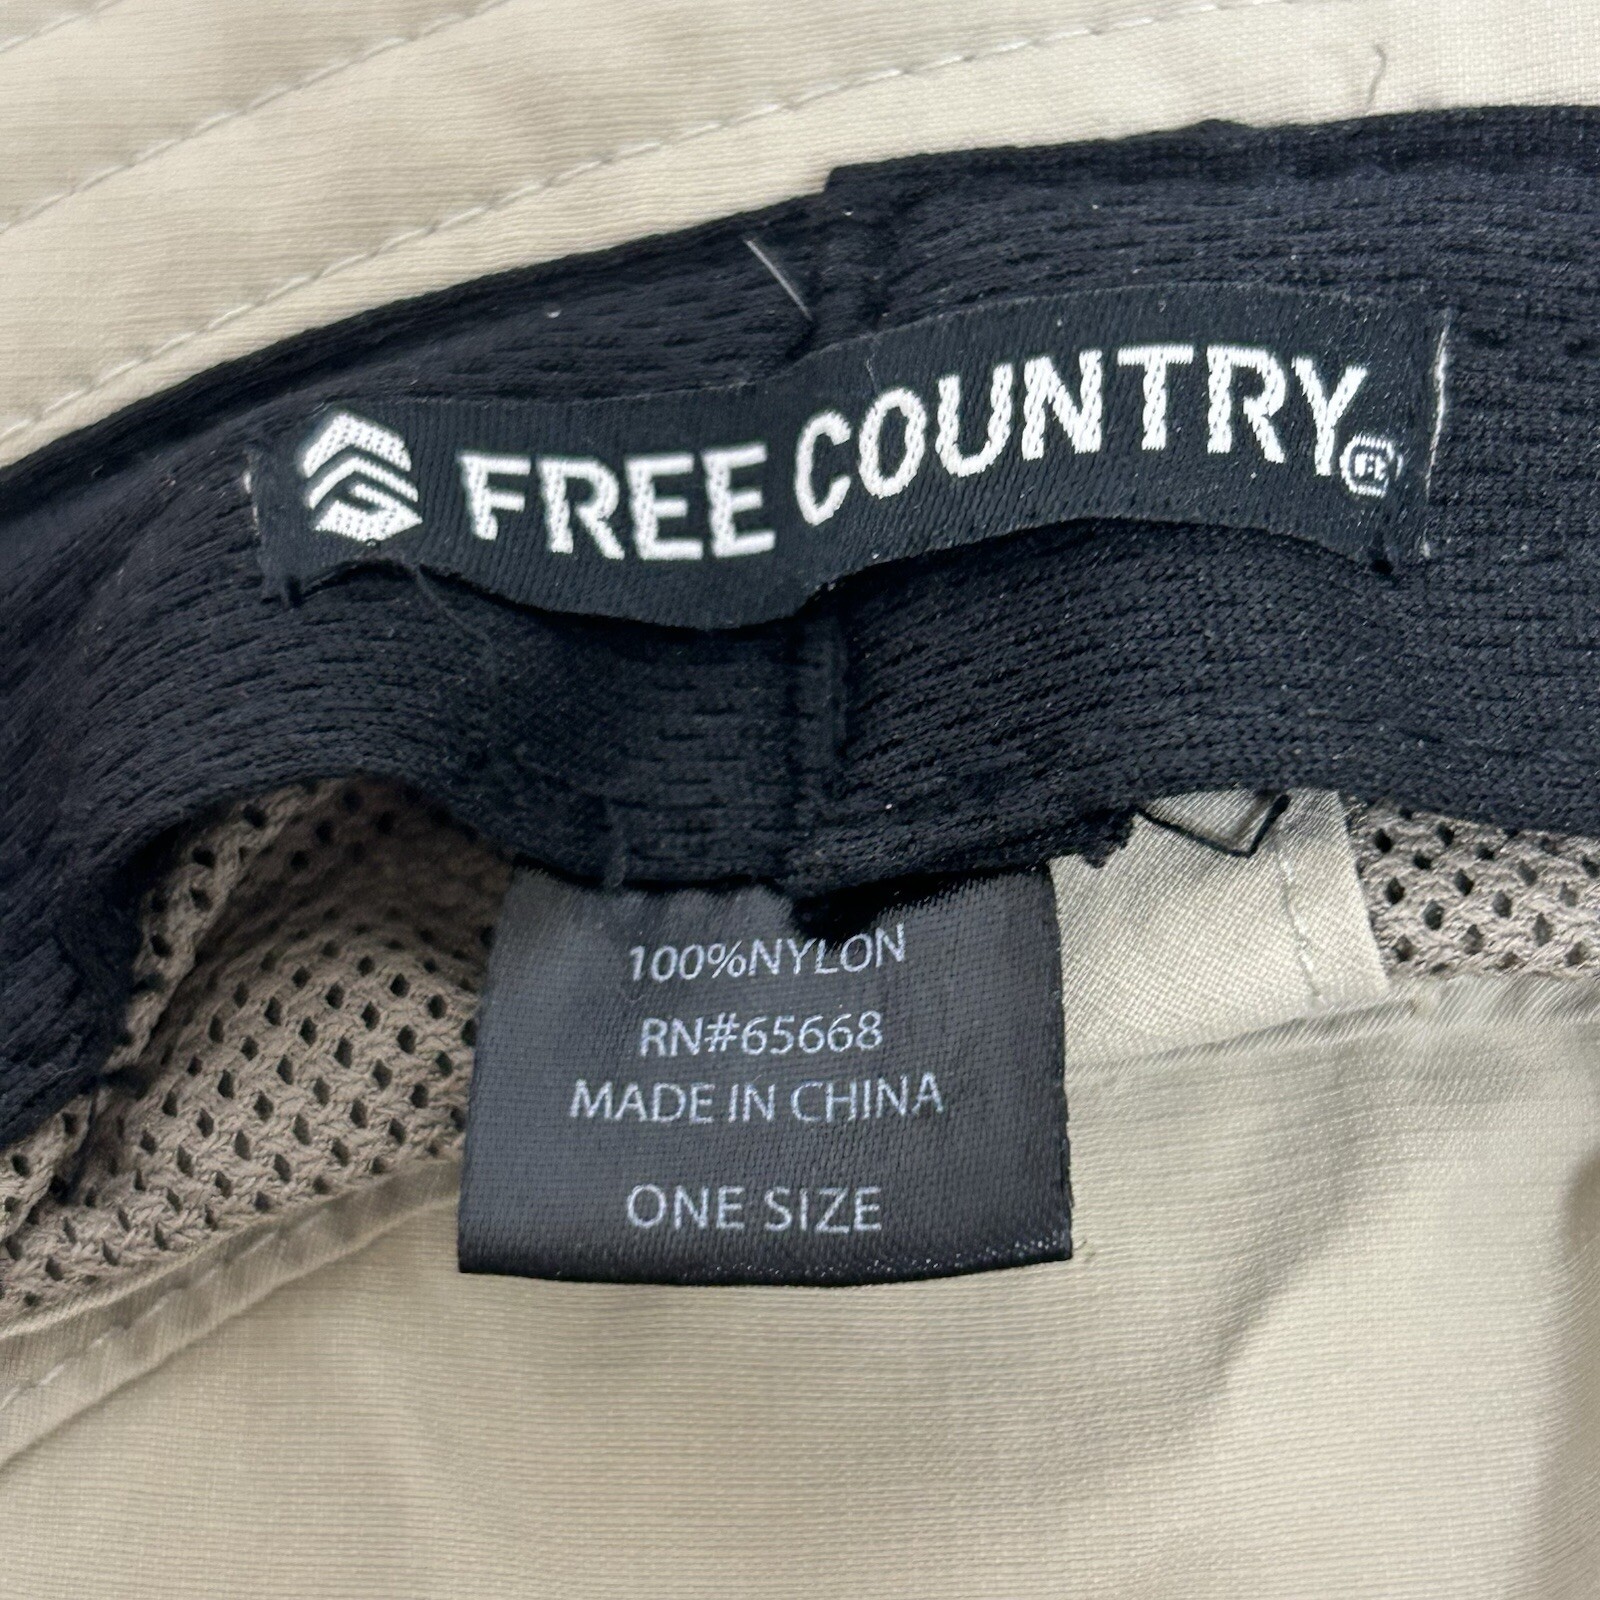 FREE COUNTRY®
100%NYLON
RN#65668
MADE IN CHINA
ONE SIZE